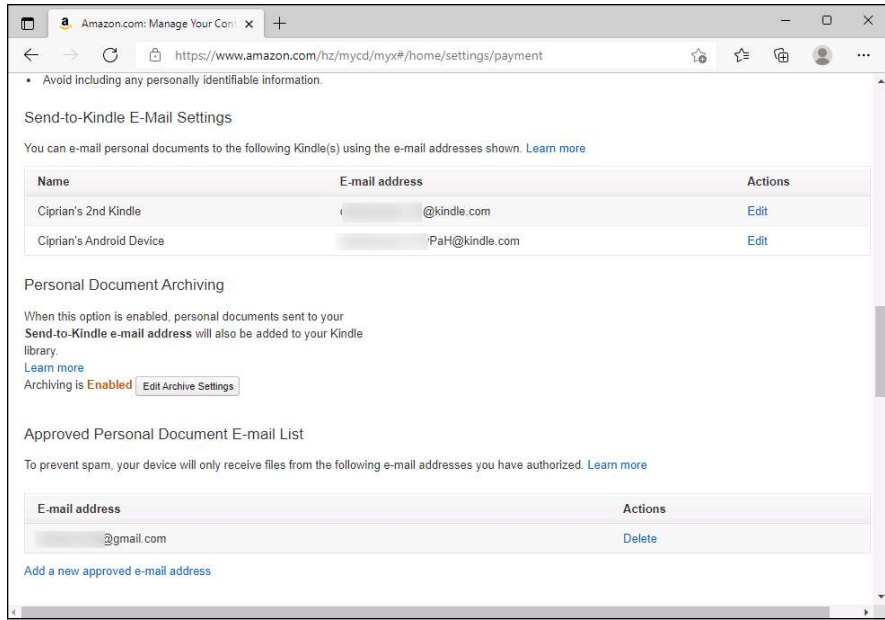 Amazon.com: Manage Your Cont
https://www.amazon.com/hz/mycd/myx#/home/settings/payment
• Avoid including any personally identifiable information.
Send-to-Kindle E-Mail Settings
You can e-mail personal documents to the following Kindle(s) using the e-mail addresses shown. Learn more
Name E-mail address Actions
Ciprian's 2nd Kindle @kindle.com Edit
Ciprian's Android Device PaH@kindle.com Edit
Personal Document Archiving
When this option is enabled, personal documents sent to your
Send-to-Kindle e-mail address will also be added to your Kindle
library.
Learn more
Archiving is Enabled Edit Archive Settings
Approved Personal Document E-mail List
To prevent spam, your device will only receive files from the following e-mail addresses you have authorized. Learn more
E-mail address Actions
@gmail.com Delete
Add a new approved e-mail address